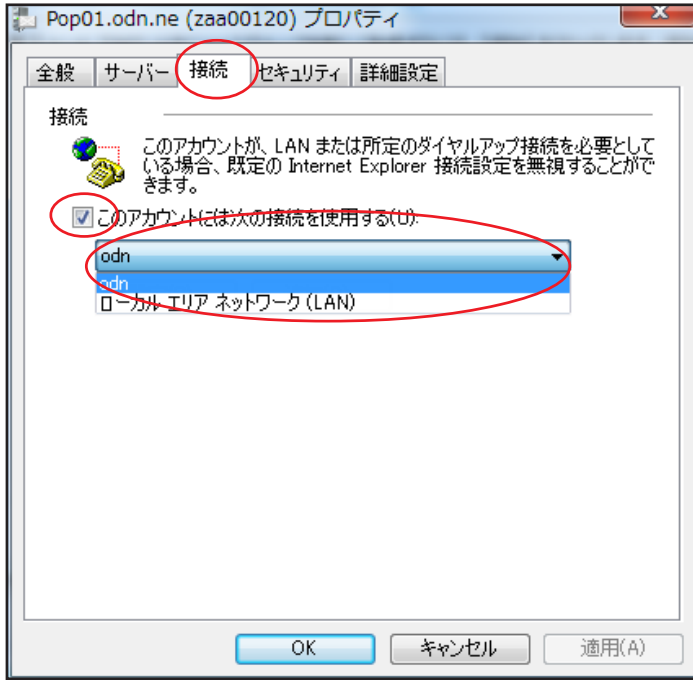 Pop01.odn.ne (zaa00120) プロパティ
全般 サーバー 接続 セキュリティ 詳細設定
接続
このアカウントが、LAN または所定のダイヤルアップ接続を必要として
いる場合、既定の Internet Explorer 接続設定を無視することがで
きます。
このアカウントには次の接続を使用する(U):
odn
odn
ローカル エリア ネットワーク (LAN)
OK キャンセル 適用(A)